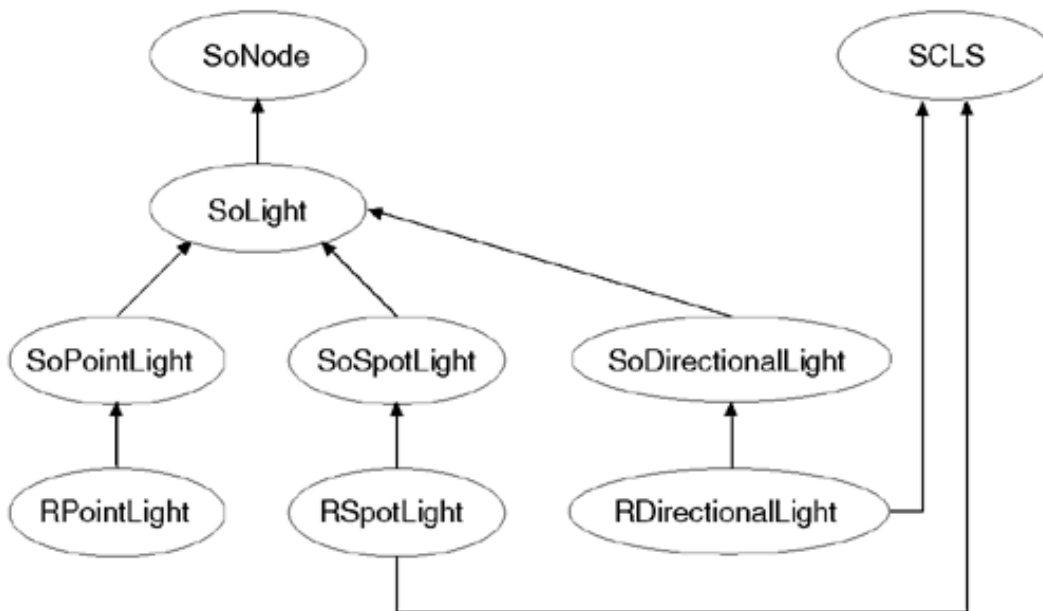 SoNode
SCLS
SoLight
SoPointLight
SoSpotLight
SoDirectionalLight
RPointLight
RSpotLight
RDirectionalLight